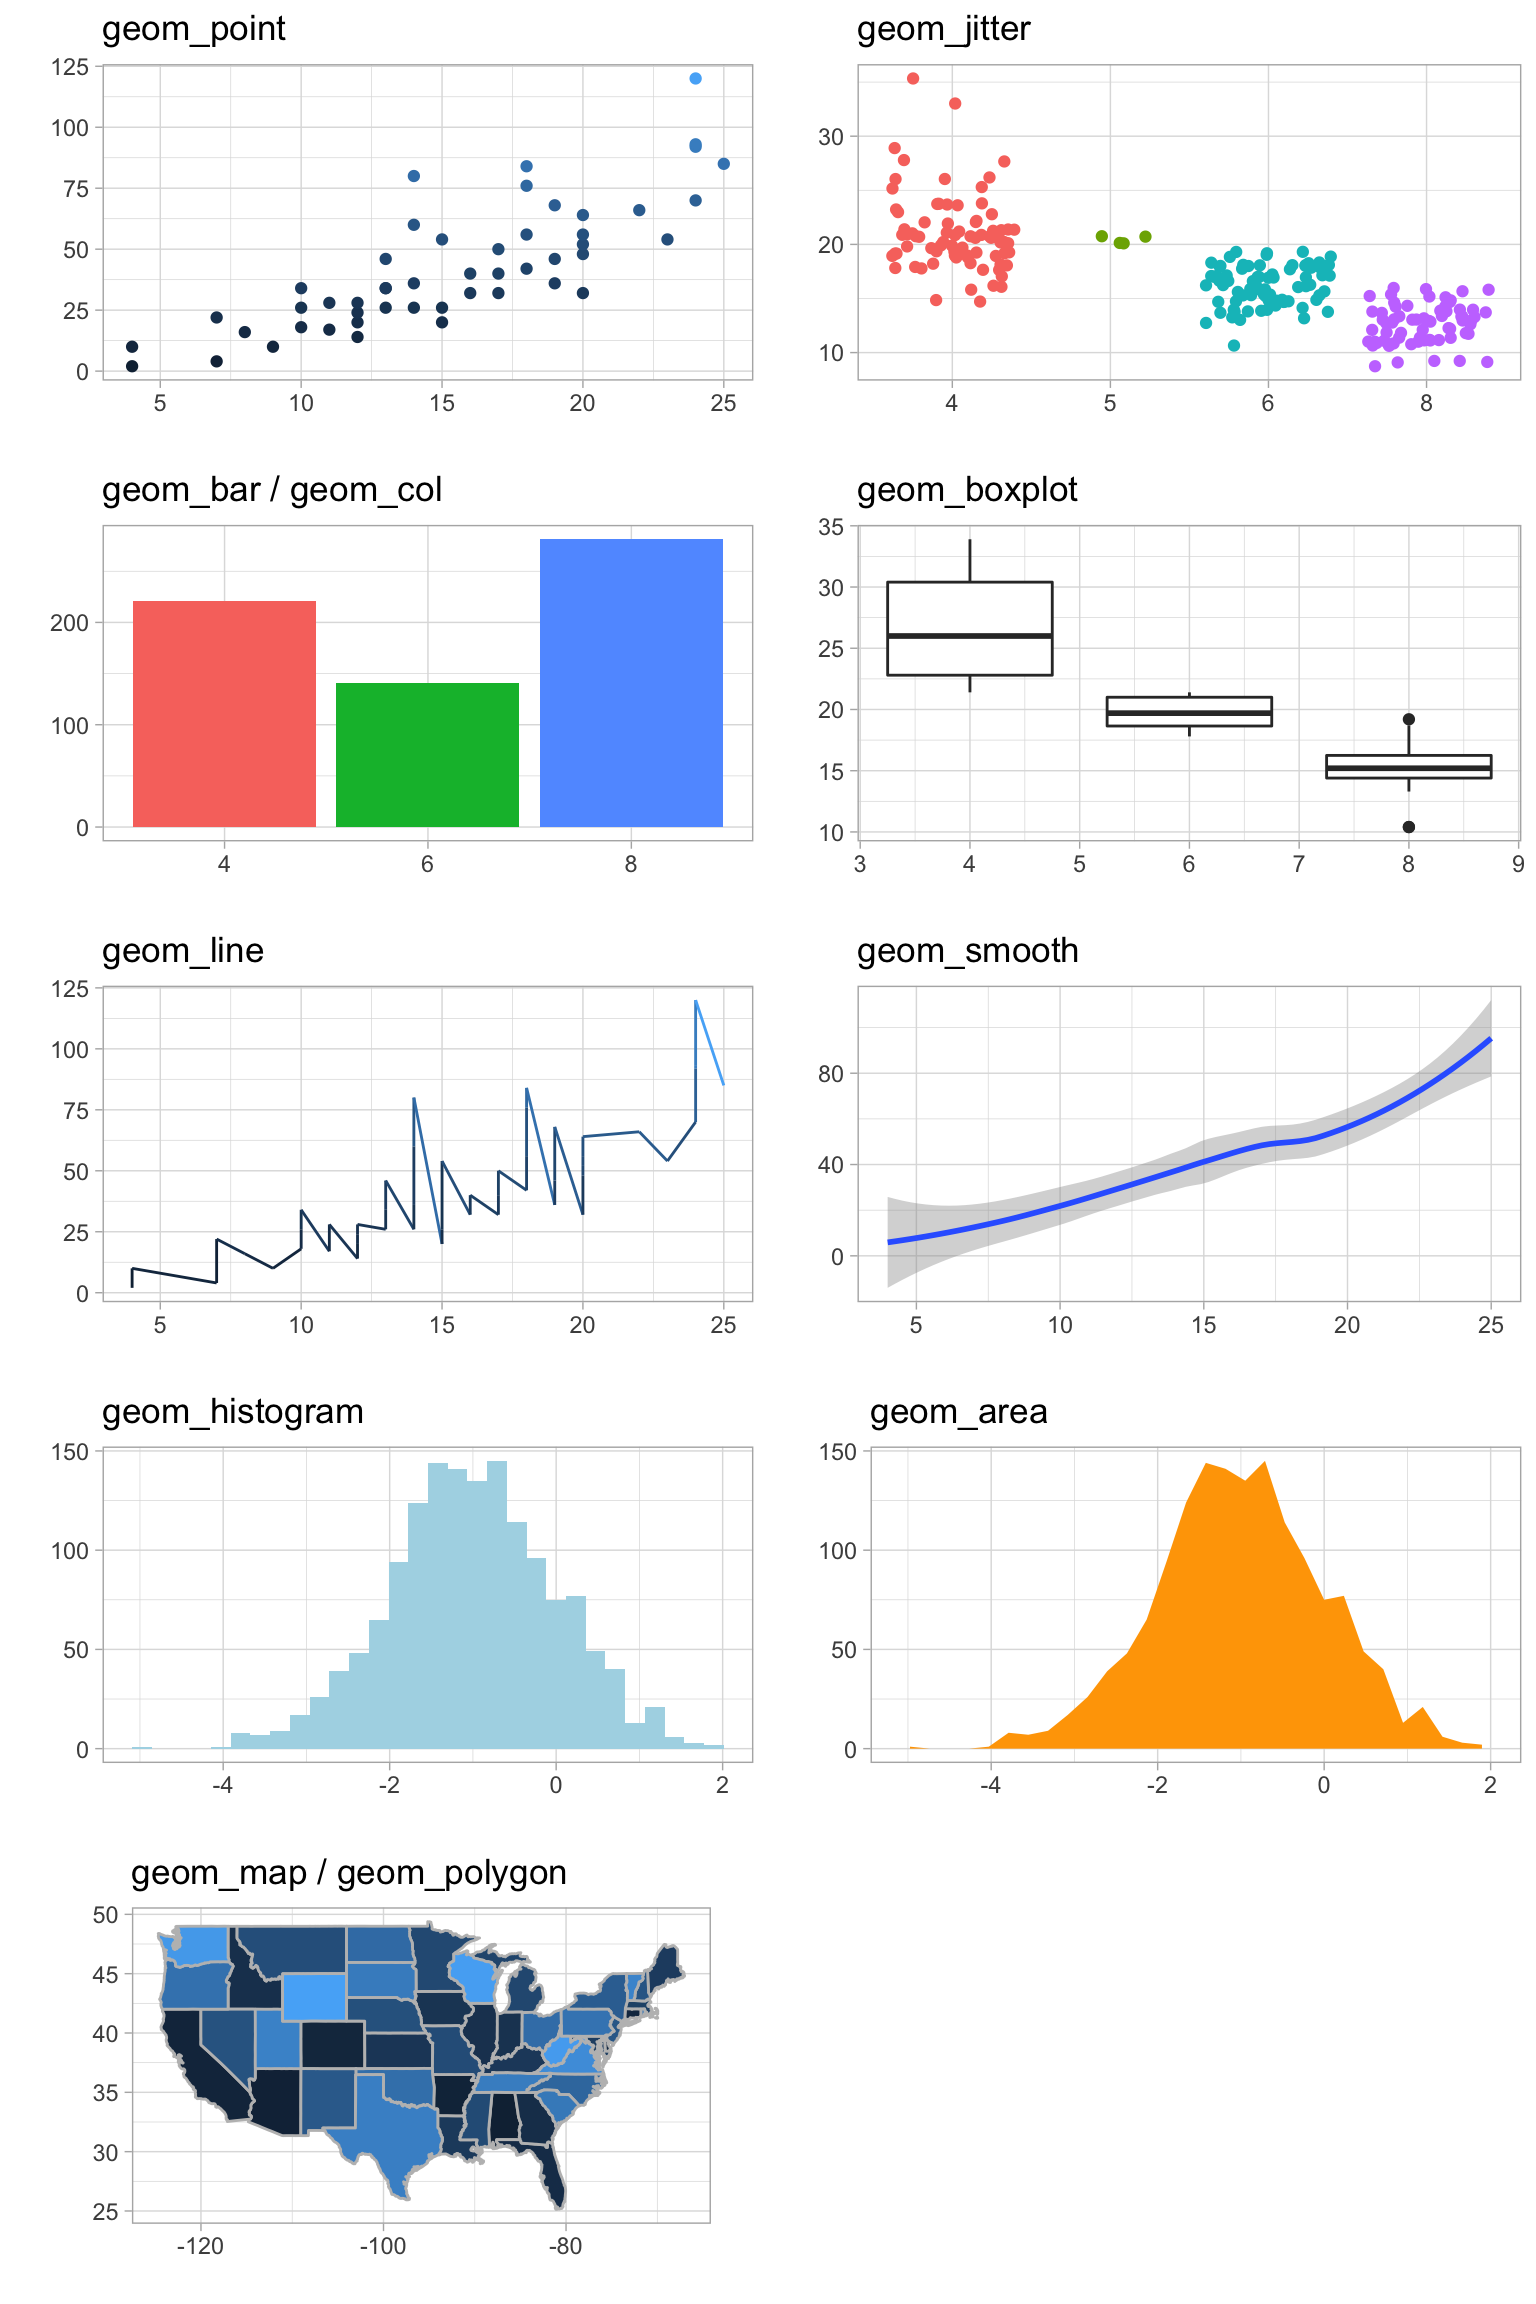 geom_point
125
100
75
50
25
0
5 10 15 20 25
geom_jitter
30
20
10
4 5 6 8
geom_bar / geom_col
200
100
0
4 6 8
geom_boxplot
35
30
25
20
15
10
3 4 5 6 7 8 9
geom_line
125
100
75
50
25
0
5 10 15 20 25
geom_smooth
80
40
0
5 10 15 20 25
geom_histogram
150
100
50
0
-4 -2 0 2
geom_area
150
100
50
0
-4 -2 0 2
geom_map / geom_polygon
50
45
40
35
30
25
-120 -100 -80